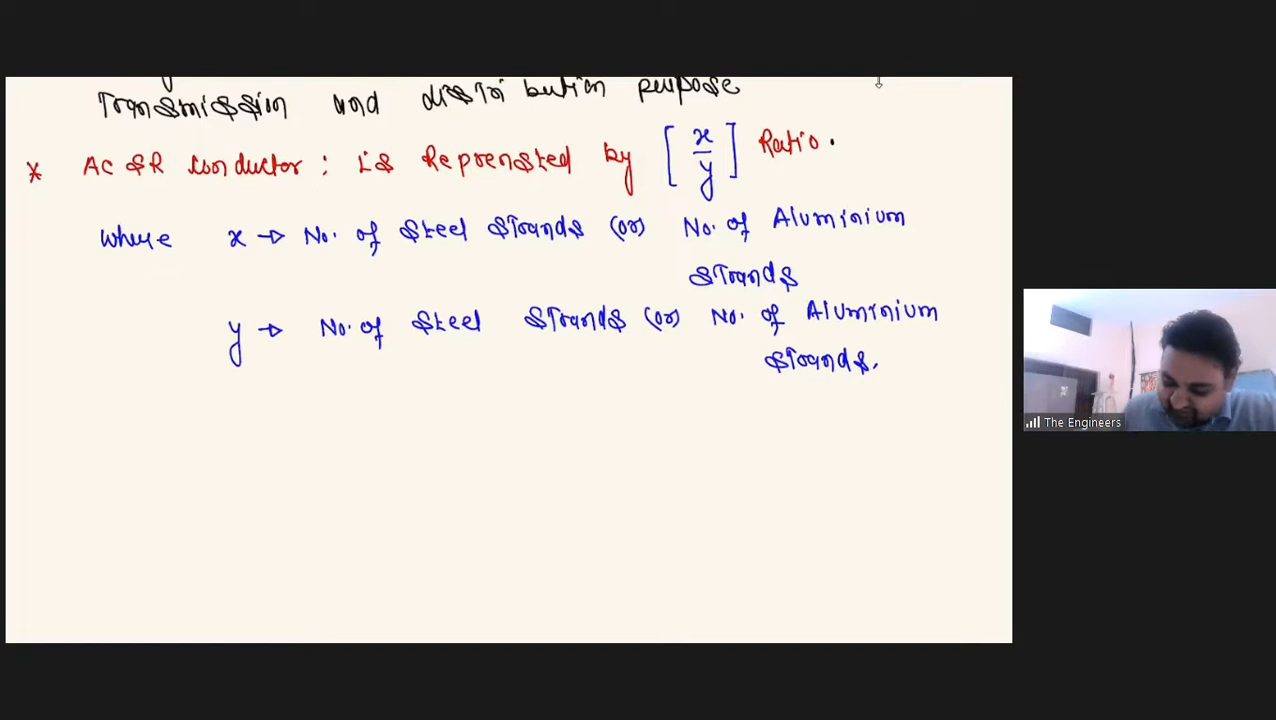 Transmission and distribution purpose
* ACSR Conductor : is Reprensted by [x/y] Ratio.
where x → No. of Steel Strands (or) No. of Aluminium
Strands
y → No. of Steel Strands (or) No. of Aluminium
Strands.
The Engineers